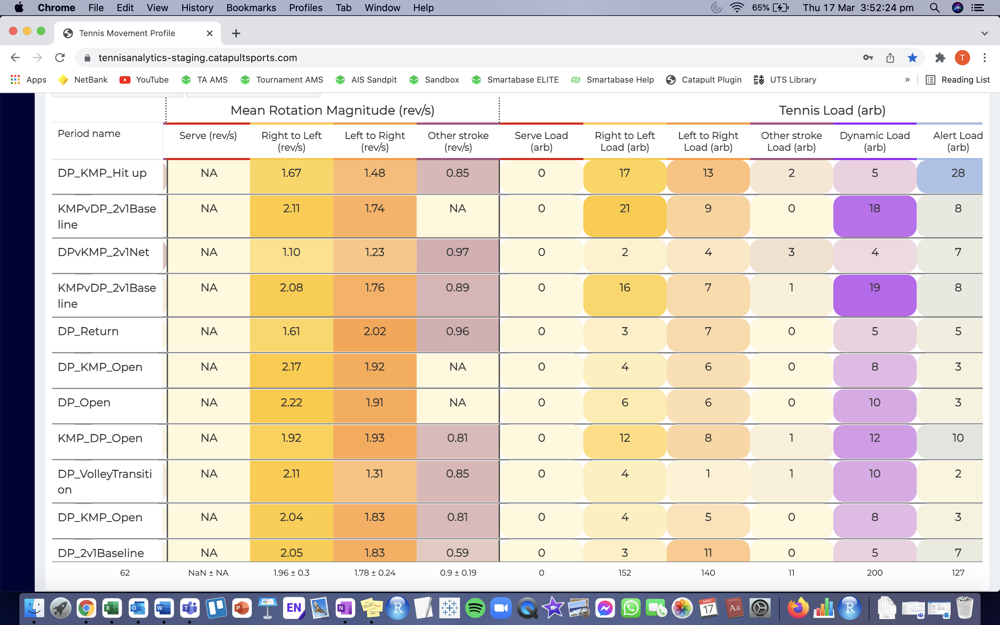 Chrome File Edit View History Bookmarks Profiles Tab Window Help 65% Thu 17 Mar 3:52:24 pm
Tennis Movement Profile
tennisanalytics-staging.catapultsports.com T
Apps NetBank YouTube TA AMS Tournament AMS AIS Sandpit Sandbox Smartabase ELITE Smartabase Help Catapult Plugin UTS Library » Reading List
Mean Rotation Magnitude (rev/s) Tennis Load (arb)
Period name Serve (rev/s) Right to Left Left to Right Other stroke Serve Load Right to Left Left to Right Other stroke Dynamic Load Alert Load
(rev/s) (rev/s) (rev/s) (arb) Load (arb) Load (arb) Load (arb) (arb) (arb)
DP_KMP_Hit up NA 1.67 1.48 0.85 0 17 13 2 5 28
KMPvDP_2v1Base NA 2.11 1.74 NA 0 21 9 0 18 8
line
DPvKMP_2v1Net NA 1.10 1.23 0.97 0 2 4 3 4 7
KMPvDP_2v1Base NA 2.08 1.76 0.89 0 16 7 1 19 8
line
DP_Return NA 1.61 2.02 0.96 0 3 7 0 5 5
DP_KMP_Open NA 2.17 1.92 NA 0 4 6 0 8 3
DP_Open NA 2.22 1.91 NA 0 6 6 0 10 3
KMP_DP_Open NA 1.92 1.93 0.81 0 12 8 1 12 10
DP_VolleyTransiti NA 2.11 1.31 0.85 0 4 1 1 10 2
on
DP_KMP_Open NA 2.04 1.83 0.81 0 4 5 0 8 3
DP_2v1Baseline NA 2.05 1.83 0.59 0 3 11 0 5 7
62 NaN ± NA 1.96 ± 0.3 1.78 ± 0.24 0.9 ± 0.19 0 152 140 11 200 127
EN R MAR 17 Aa R